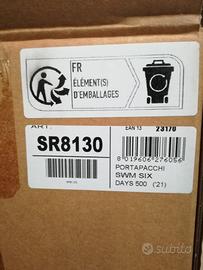 FR
ÉLÉMENT(S)
D'EMBALLAGES
ART.
EAN 13
23170
SR8130
8 019606 276056
PORTAPACCHI
SWM SIX
DAYS 500 ('21)
subito